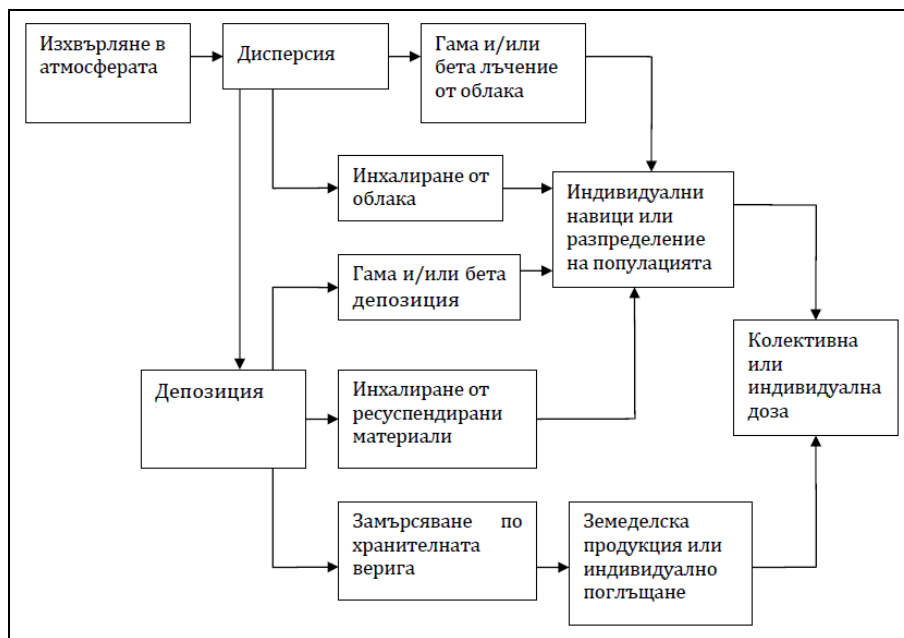 Изхвърляне в
атмосферата
Дисперсия
Гама и/или
бета лъчение
от облака
Инхалиране от
облака
Индивидуални
навици или
разпределение
на популацията
Гама и/или бета
депозиция
Колективна
или
индивидуална
доза
Депозиция
Инхалиране от
ресуспендирани
материали
Замърсяване по
хранителната
верига
Земеделска
продукция или
индивидуално
поглъщане